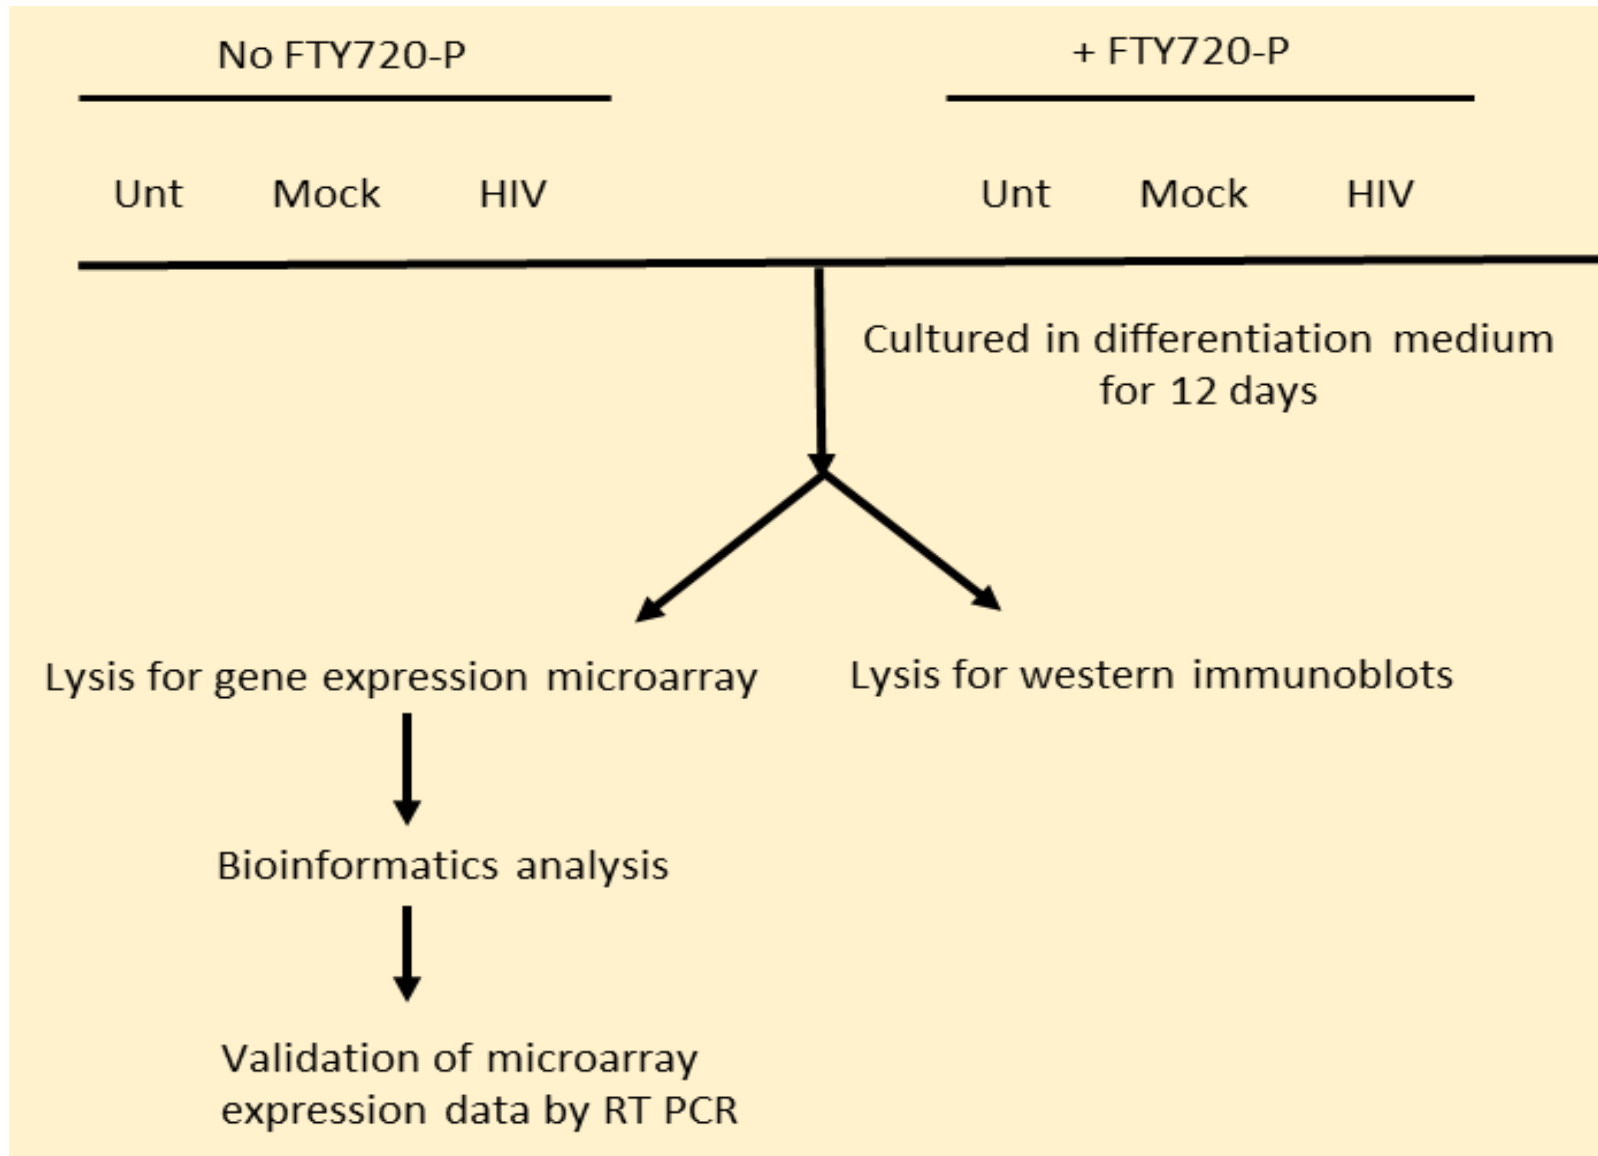 No FTY720-P
+ FTY720-P
Unt Mock HIV
Unt Mock HIV
Cultured in differentiation medium
for 12 days
Lysis for gene expression microarray
Lysis for western immunoblots
Bioinformatics analysis
Validation of microarray
expression data by RT PCR